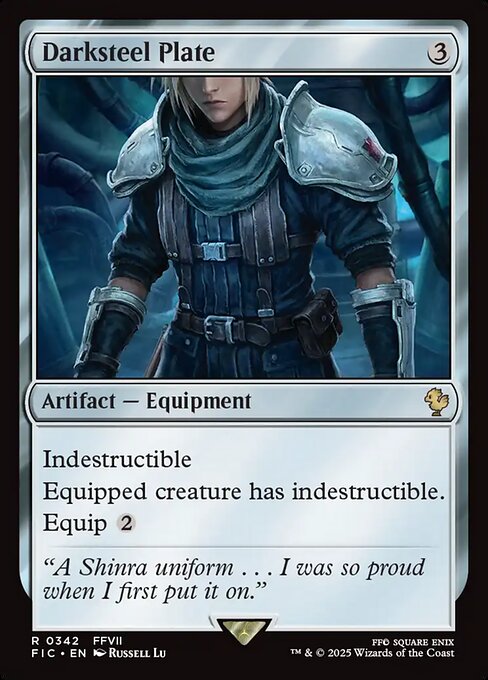 Darksteel Plate 3
Artifact — Equipment
Indestructible
Equipped creature has indestructible.
Equip 2
“A Shinra uniform . . . I was so proud
when I first put it on.”
R 0342 FFVII FF© SQUARE ENIX
FIC • EN Russell Lu ™ & © 2025 Wizards of the Coast